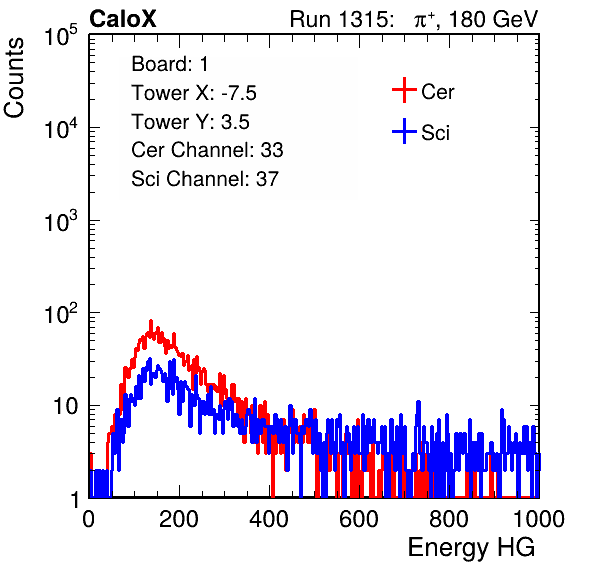 CaloX Run 1315: π⁺, 180 GeV
Counts
Board: 1
Tower X: -7.5
Tower Y: 3.5
Cer Channel: 33
Sci Channel: 37
Cer
Sci
10⁵
10⁴
10³
10²
10
1
0 200 400 600 800 1000
Energy HG